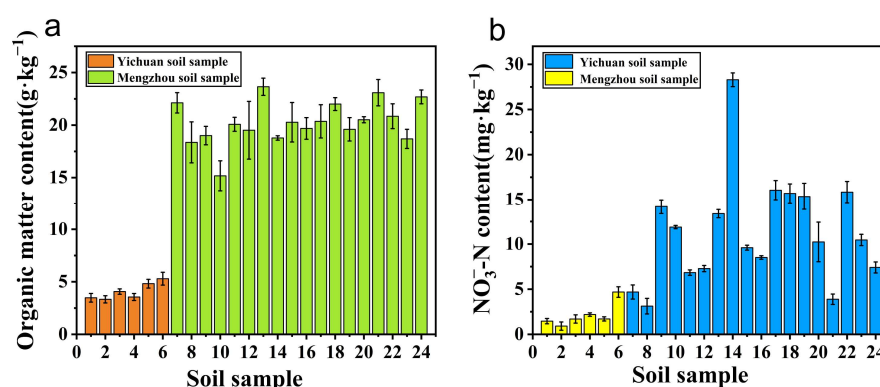 a
Yichuan soil sample
Mengzhou soil sample
Organic matter content(g·kg⁻¹)
25
20
15
10
5
0
0 2 4 6 8 10 12 14 16 18 20 22 24
Soil sample
b
Yichuan soil sample
Mengzhou soil sample
NO₃⁻-N content(mg·kg⁻¹)
30
25
20
15
10
5
0
0 2 4 6 8 10 12 14 16 18 20 22 24
Soil sample